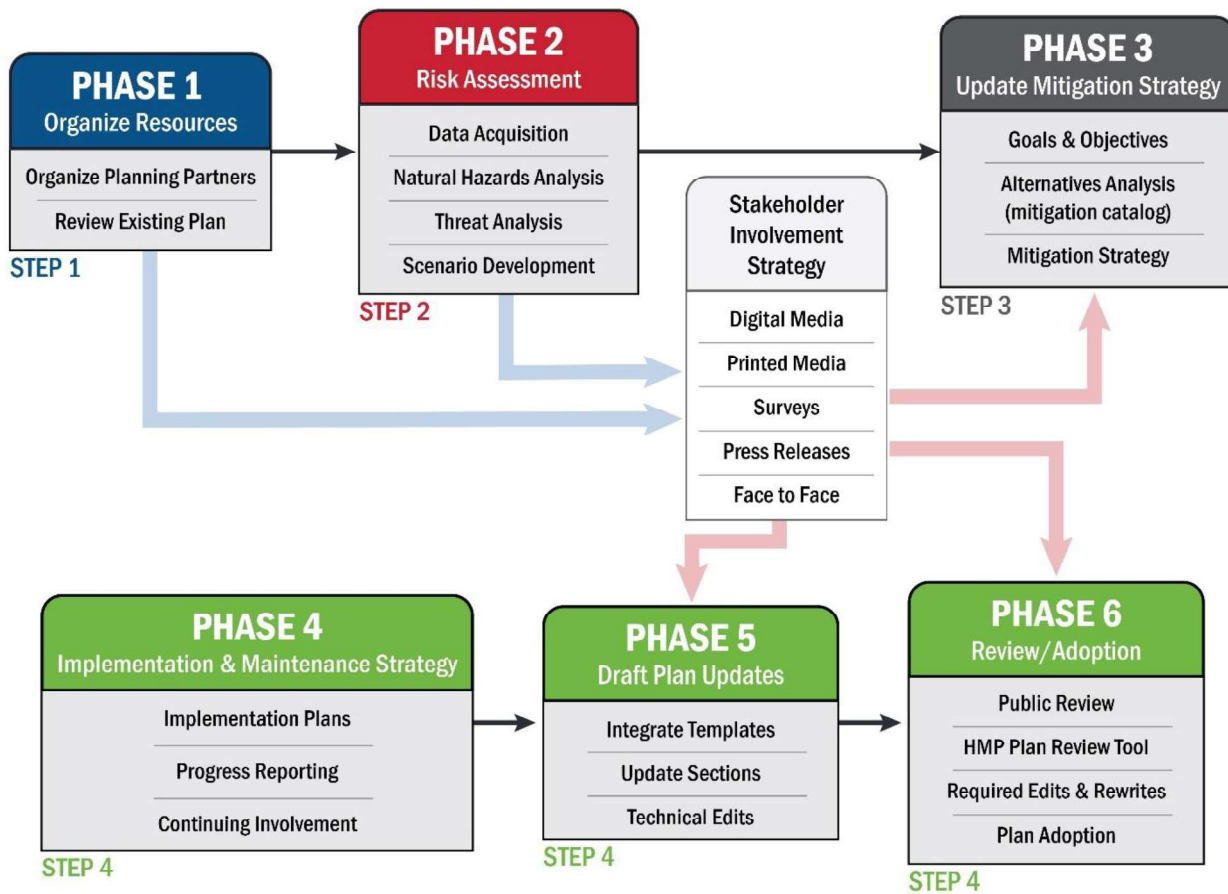 PHASE 1
Organize Resources
Organize Planning Partners
Review Existing Plan
STEP 1
PHASE 2
Risk Assessment
Data Acquisition
Natural Hazards Analysis
Threat Analysis
Scenario Development
STEP 2
PHASE 3
Update Mitigation Strategy
Goals & Objectives
Alternatives Analysis
(mitigation catalog)
Mitigation Strategy
STEP 3
Stakeholder
Involvement
Strategy
Digital Media
Printed Media
Surveys
Press Releases
Face to Face
PHASE 4
Implementation & Maintenance Strategy
Implementation Plans
Progress Reporting
Continuing Involvement
STEP 4
PHASE 5
Draft Plan Updates
Integrate Templates
Update Sections
Technical Edits
STEP 4
PHASE 6
Review/Adoption
Public Review
HMP Plan Review Tool
Required Edits & Rewrites
Plan Adoption
STEP 4